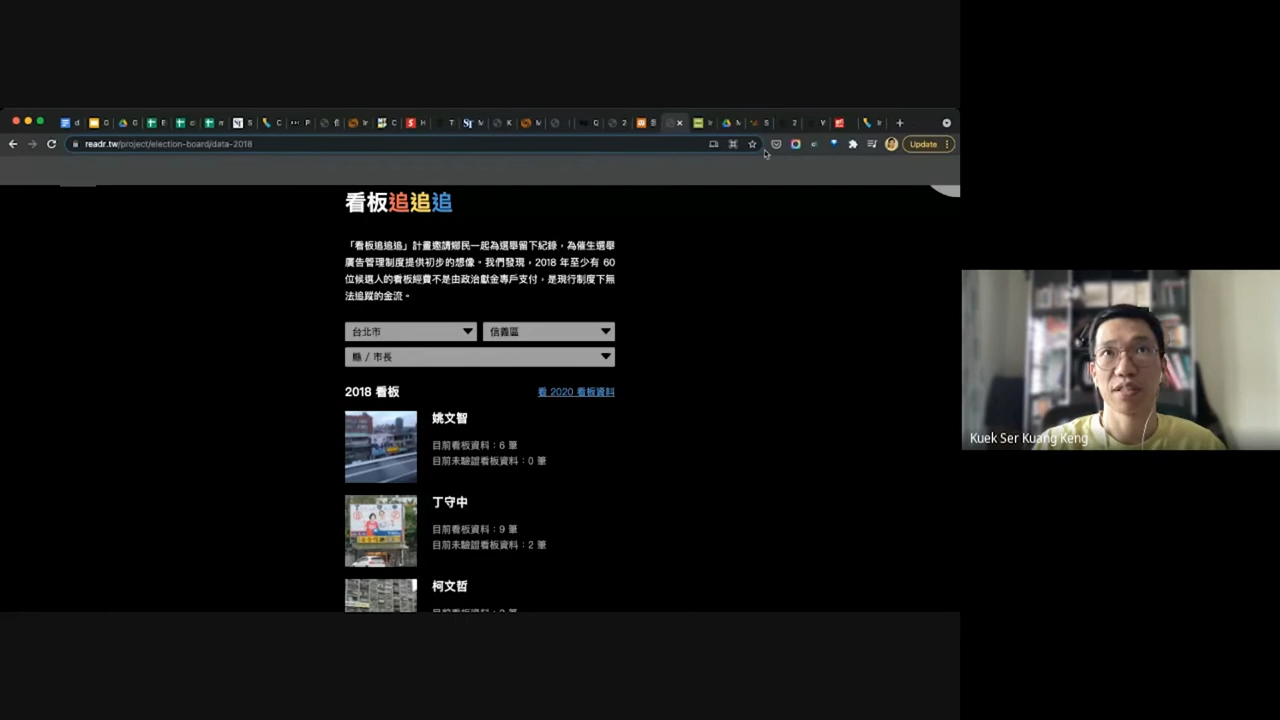 readr.tw/project/election-board/data-2018
Update
看板追追追
「看板追追追」計畫邀請鄉民一起為選舉留下紀錄，為催生選舉
廣告管理制度提供初步的想像。我們發現，2018 年至少有 60
位候選人的看板經費不是由政治獻金專戶支付，是現行制度下無
法追蹤的金流。
台北市
信義區
縣 / 市長
2018 看板
看 2020 看板資料
姚文智
目前看板資料：6 筆
目前未驗證看板資料：0 筆
丁守中
目前看板資料：9 筆
目前未驗證看板資料：2 筆
柯文哲
Kuek Ser Kuang Keng